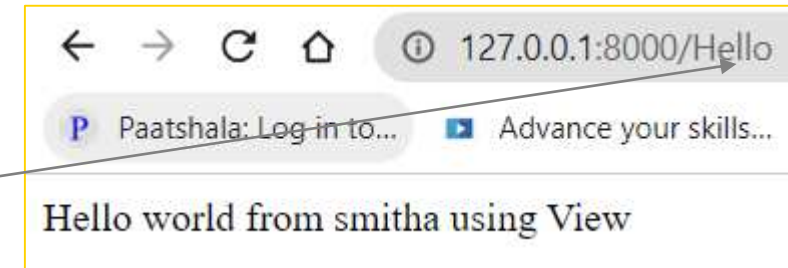 127.0.0.1:8000/Hello
P Paatshala: Log in to... Advance your skills...
Hello world from smitha using View